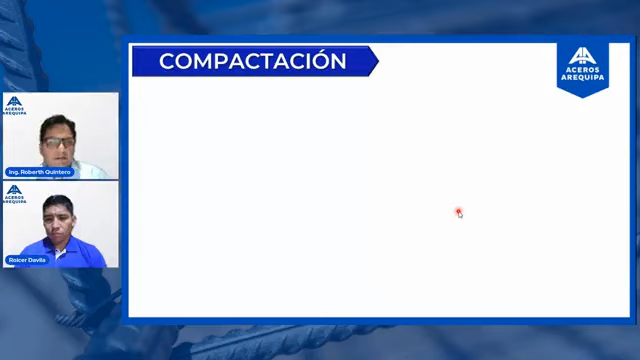 COMPACTACIÓN
ACEROS
AREQUIPA
ACEROS
AREQUIPA
Ing. Roberth Quintero
ACEROS
AREQUIPA
Roicer Davila